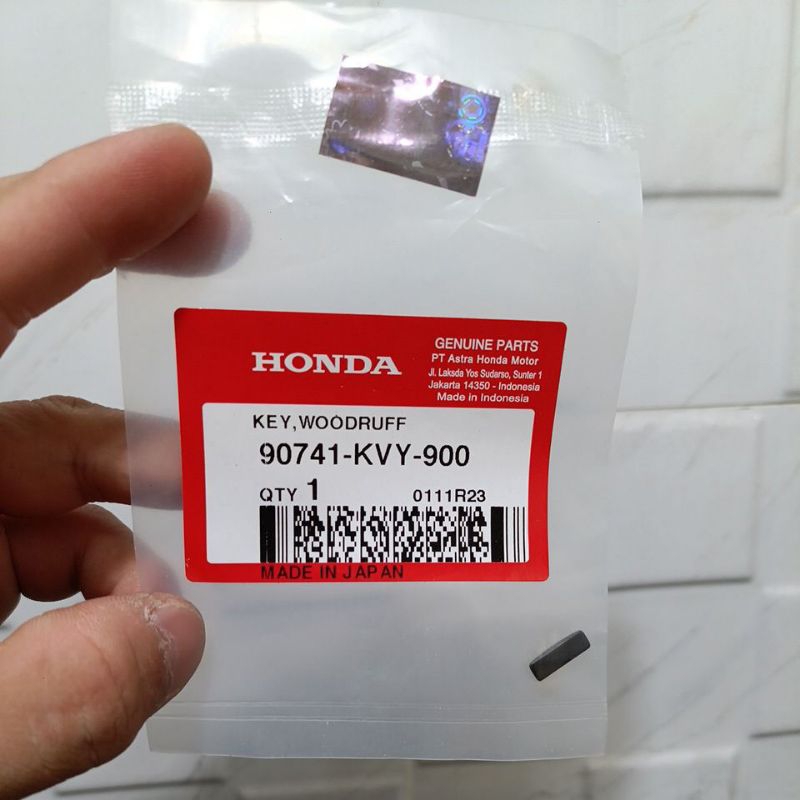 HONDA
GENUINE PARTS
PT Astra Honda Motor
Jl. Laksda Yos Sudarso, Sunter 1
Jakarta 14350 - Indonesia
Made in Indonesia
KEY,WOODRUFF
90741-KVY-900
QTY 1 0111R23
MADE IN JAPAN